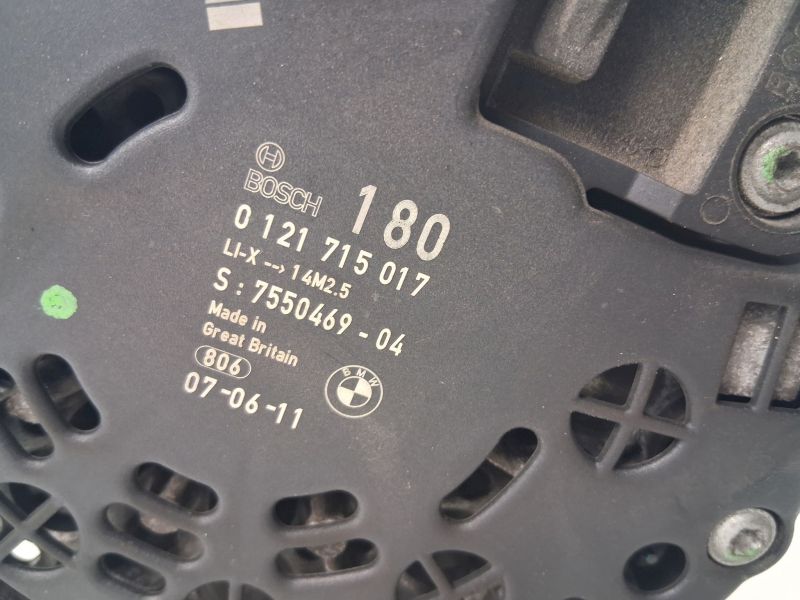 BOSCH 180
0 121 715 017
LI-X --> 14M2.5
S : 7550469 - 04
Made in
Great Britain
806
07-06-11
BMW